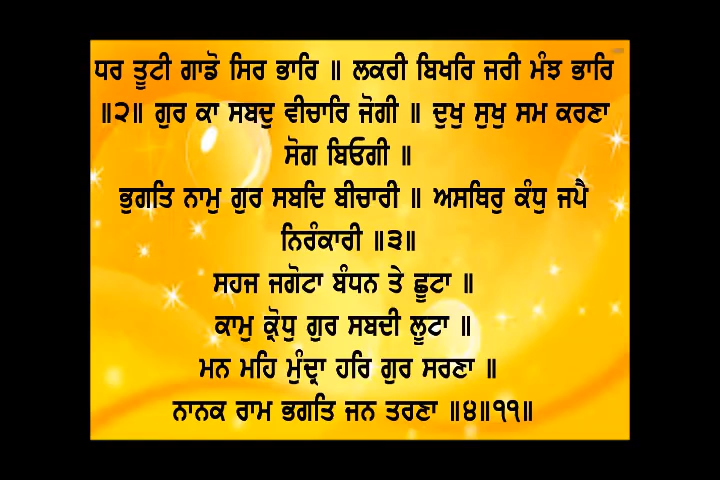 ਧਰ ਤੂਟੀ ਗਾਡੋ ਸਿਰ ਭਾਰਿ ॥ ਲਕਰੀ ਬਿਖਰਿ ਜਰੀ ਮੰਝ ਭਾਰਿ
॥੨॥ ਗੁਰ ਕਾ ਸਬਦੁ ਵੀਚਾਰਿ ਜੋਗੀ ॥ ਦੁਖੁ ਸੁਖੁ ਸਮ ਕਰਣਾ
ਸੋਗ ਬਿਓਗੀ ॥
ਭੁਗਤਿ ਨਾਮੁ ਗੁਰ ਸਬਦਿ ਬੀਚਾਰੀ ॥ ਅਸਥਿਰੁ ਕੰਧੁ ਜਪੈ
ਨਿਰੰਕਾਰੀ ॥੩॥
ਸਹਜ ਜਗੋਟਾ ਬੰਧਨ ਤੇ ਛੂਟਾ ॥
ਕਾਮੁ ਕ੍ਰੋਧੁ ਗੁਰ ਸਬਦੀ ਲੂਟਾ ॥
ਮਨ ਮਹਿ ਮੁੰਦ੍ਰਾ ਹਰਿ ਗੁਰ ਸਰਣਾ ॥
ਨਾਨਕ ਰਾਮ ਭਗਤਿ ਜਨ ਤਰਣਾ ॥੪॥੧੧॥